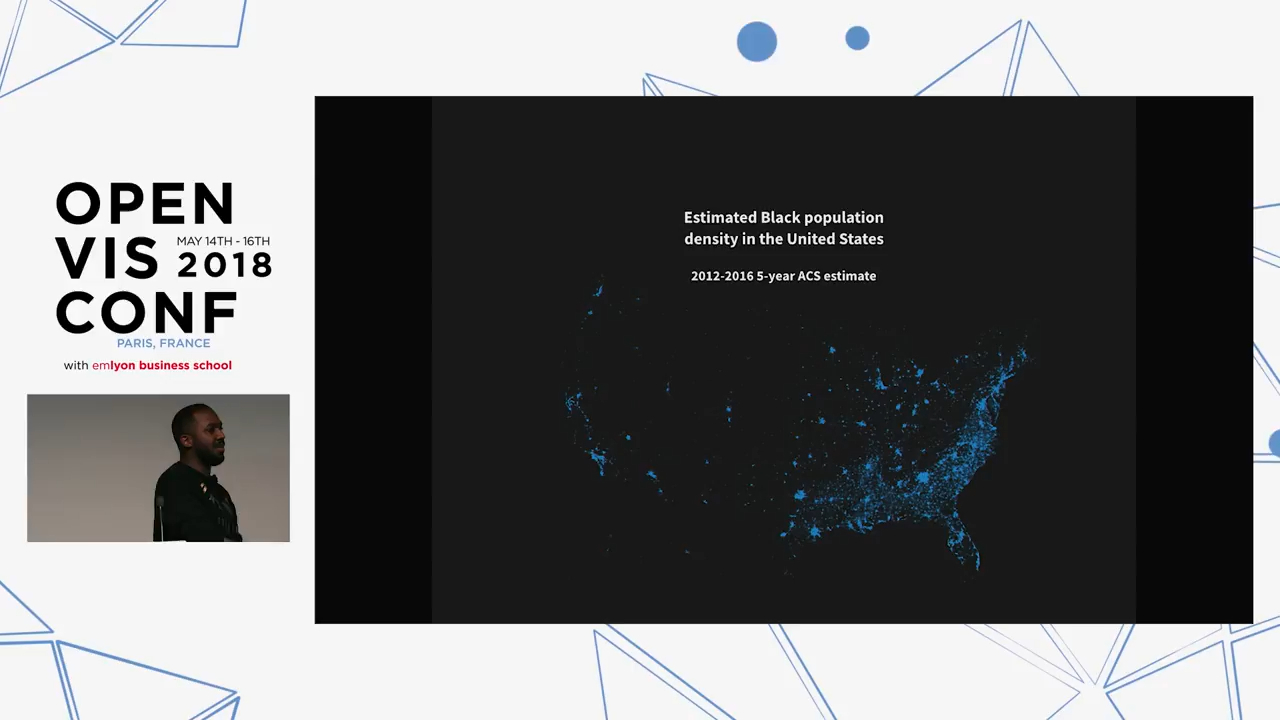 OPEN
VIS
MAY 14TH - 16TH
2018
CONF
PARIS, FRANCE
with emlyon business school
Estimated Black population
density in the United States
2012-2016 5-year ACS estimate